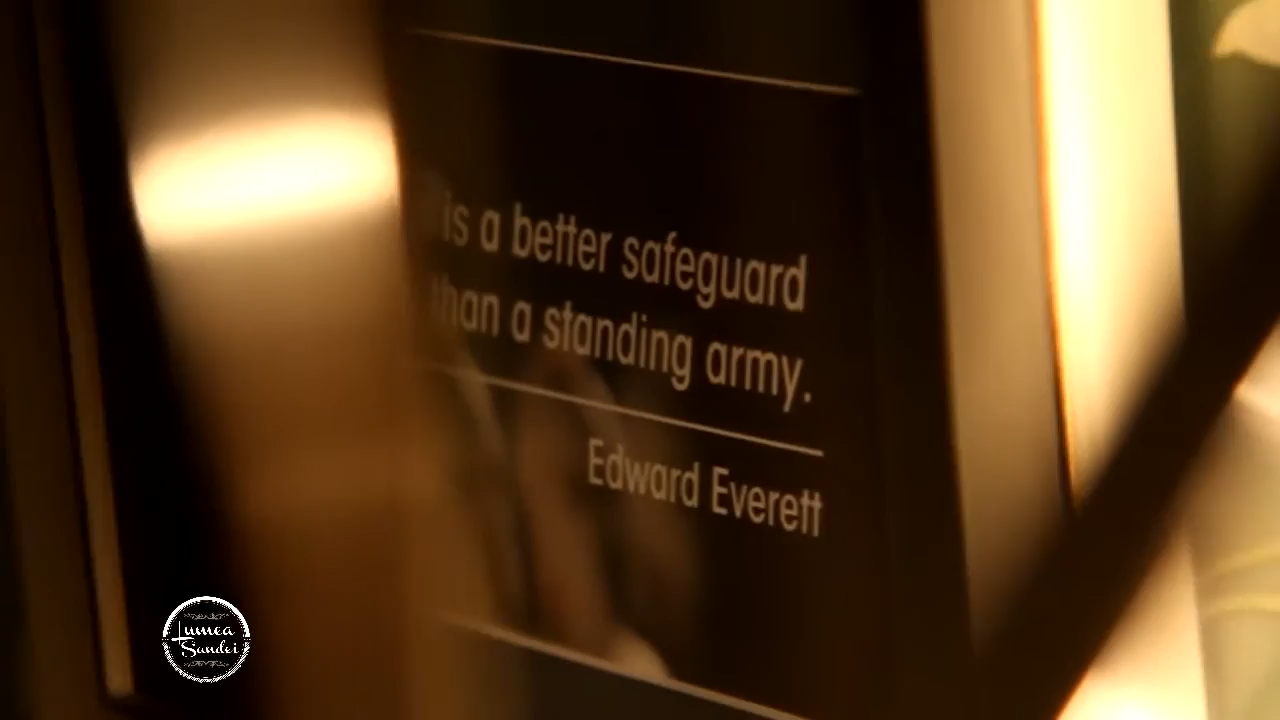 is a better safeguard
than a standing army.
Edward Everett
Lumea
Sandei